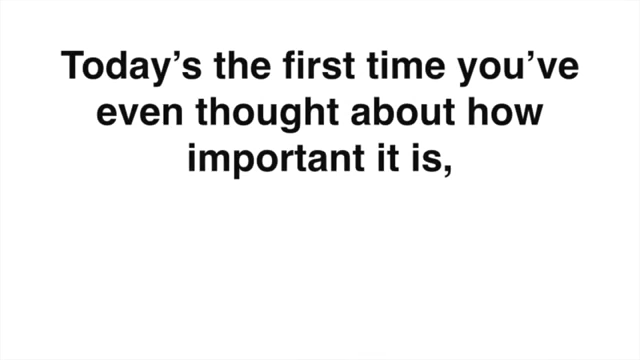 Today’s the first time you’ve
even thought about how
important it is,